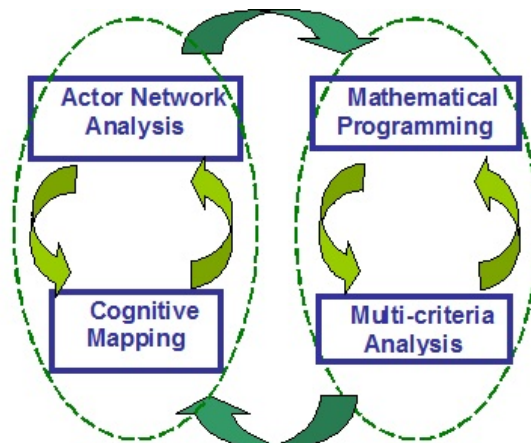 Actor Network
Analysis
Mathematical
Programming
Cognitive
Mapping
Multi-criteria
Analysis